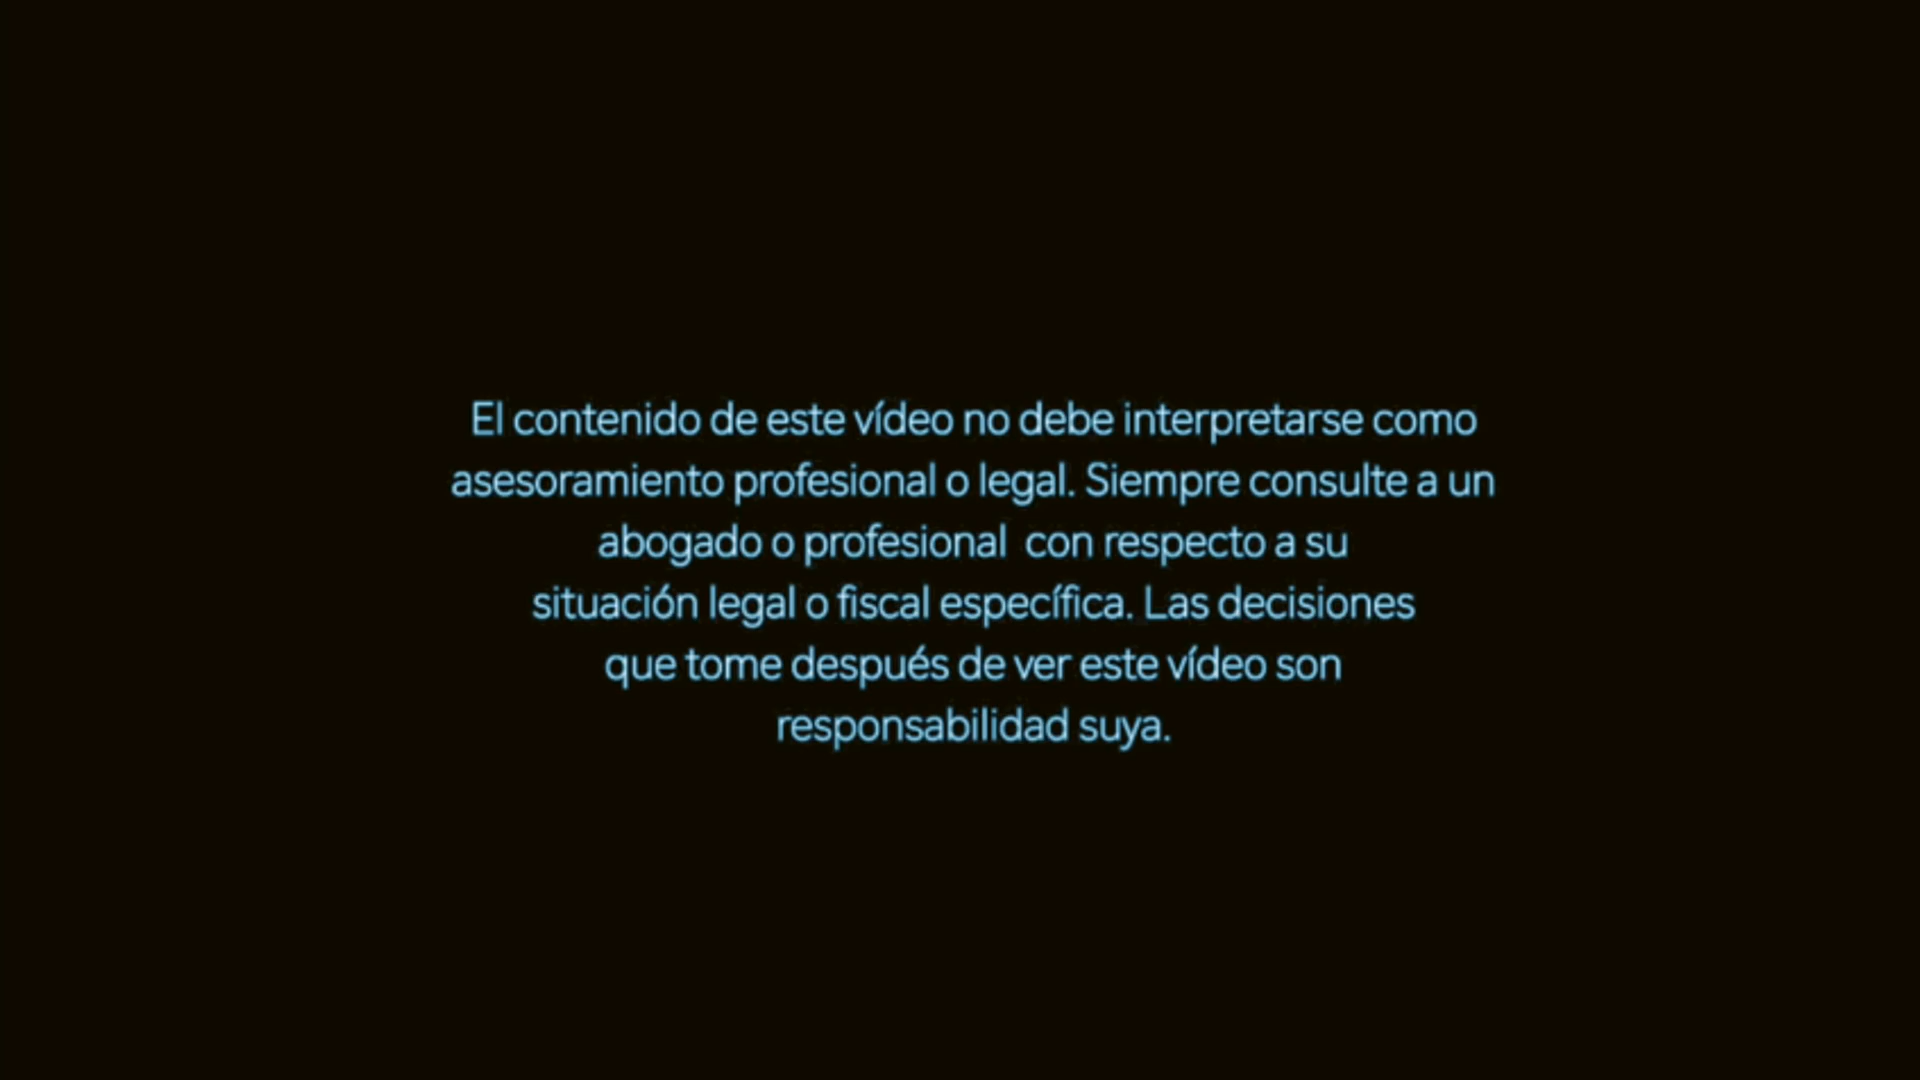 El contenido de este vídeo no debe interpretarse como
asesoramiento profesional o legal. Siempre consulte a un
abogado o profesional  con respecto a su
situación legal o fiscal específica. Las decisiones
que tome después de ver este vídeo son
responsabilidad suya.